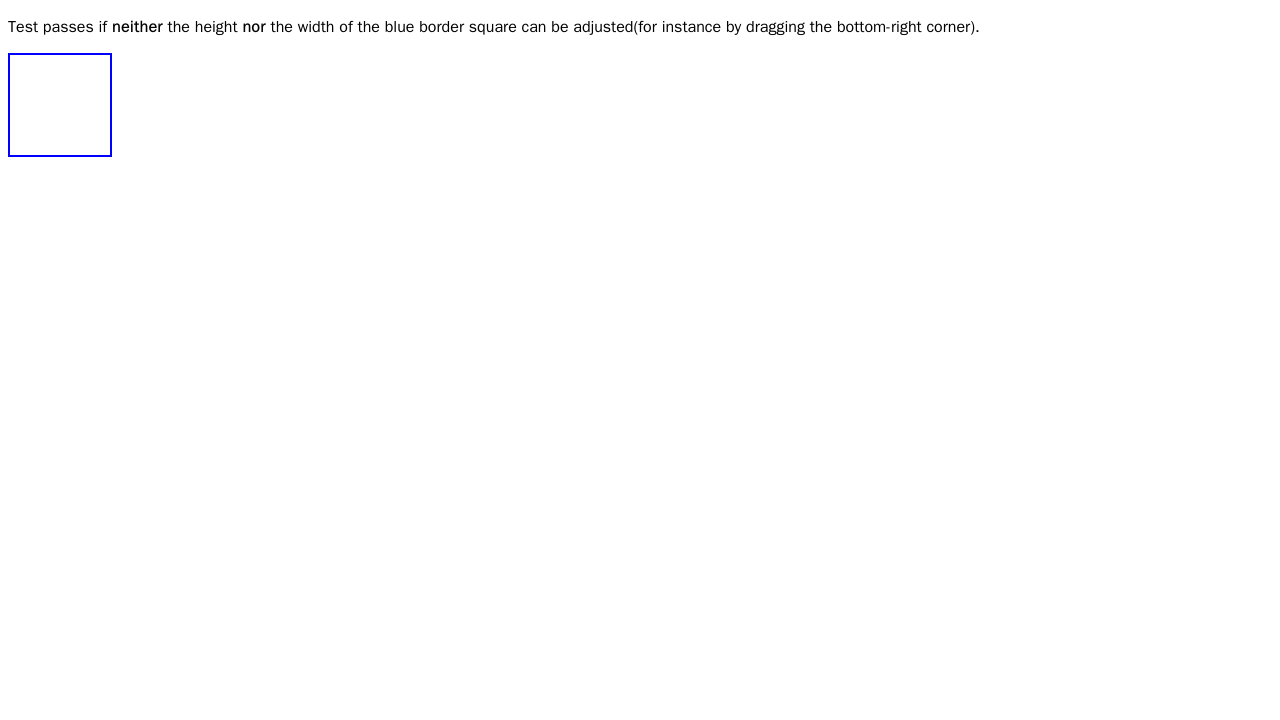 Test passes if neither the height nor the width of the blue border square can be adjusted(for instance by dragging the bottom-right corner).